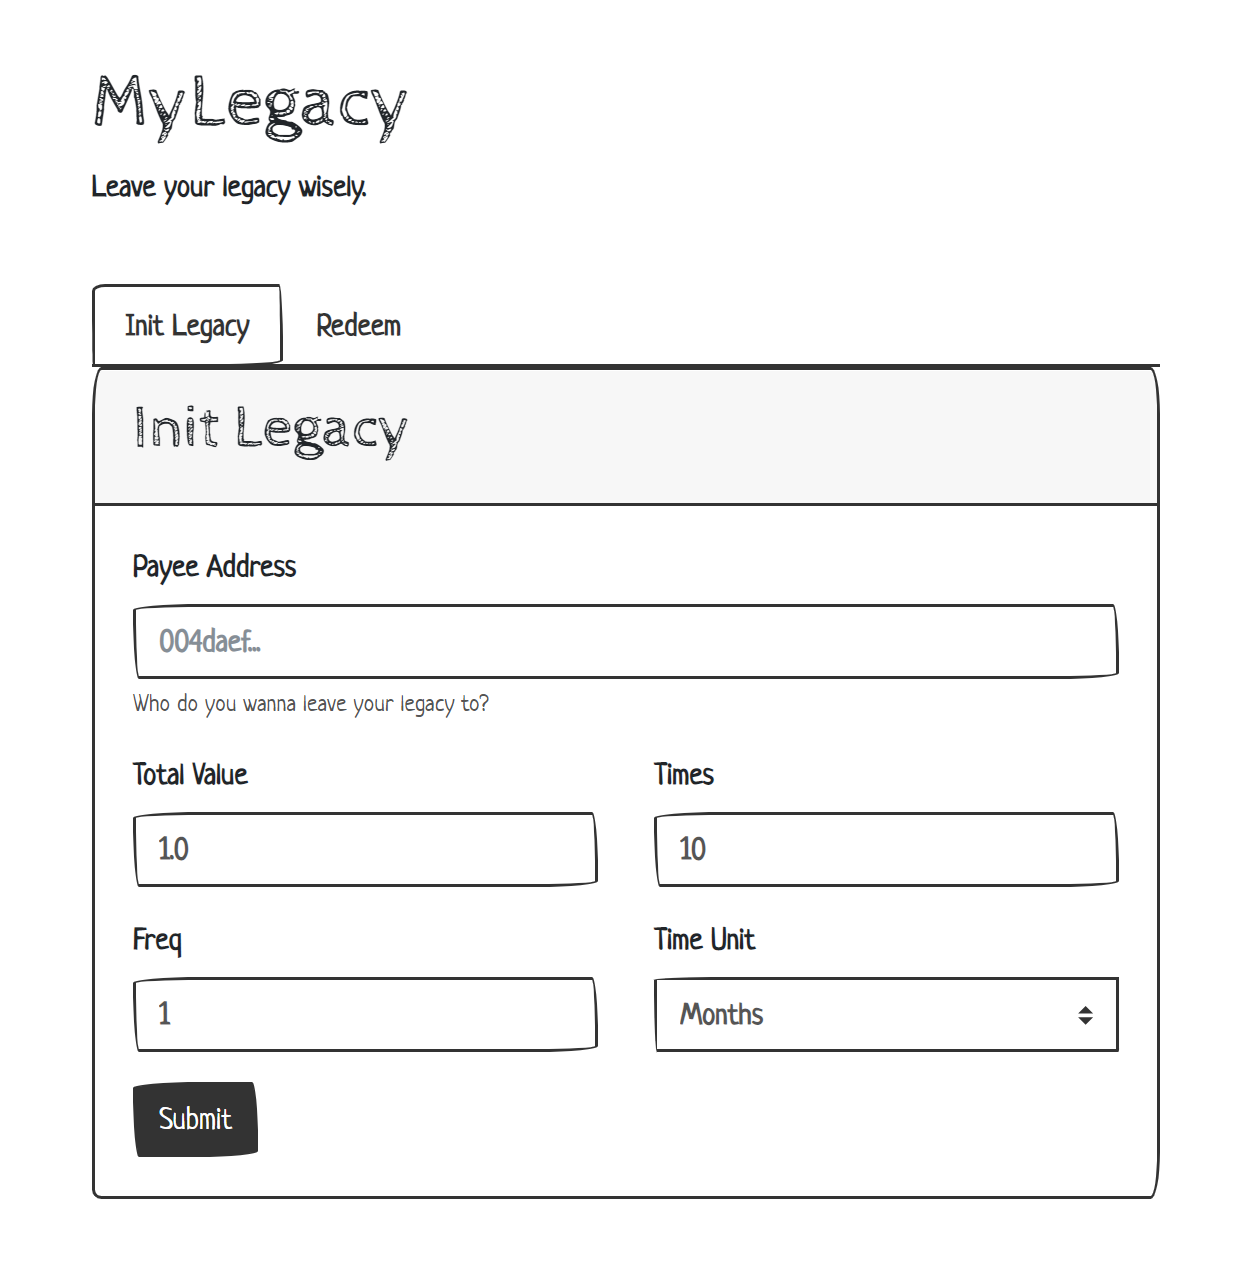 MyLegacy
Leave your legacy wisely.
Init Legacy Redeem
Init Legacy
Payee Address
004daef...
Who do you wanna leave your legacy to?
Total Value Times
1.0 10
Freq Time Unit
1 Months
Submit